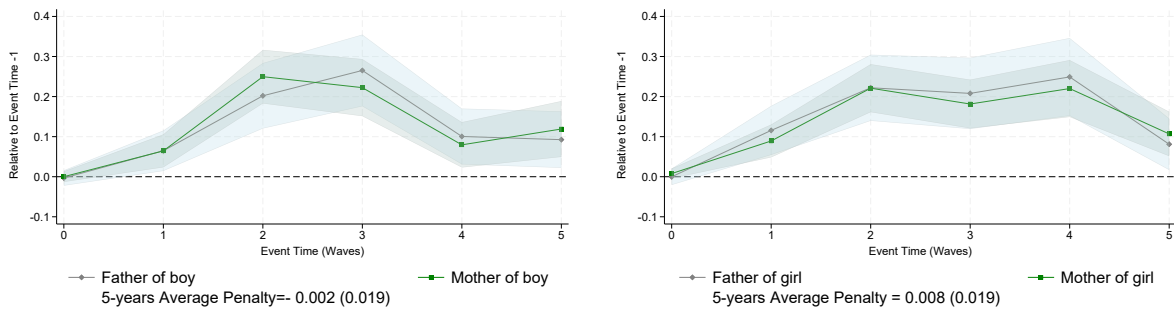 0.4
0.3
0.2
0.1
0.0
-0.1
Relative to Event Time -1
0 1 2 3 4 5
Event Time (Waves)
Father of boy Mother of boy
5-years Average Penalty=- 0.002 (0.019)
0.4
0.3
0.2
0.1
0.0
-0.1
Relative to Event Time -1
0 1 2 3 4 5
Event Time (Waves)
Father of girl Mother of girl
5-years Average Penalty = 0.008 (0.019)